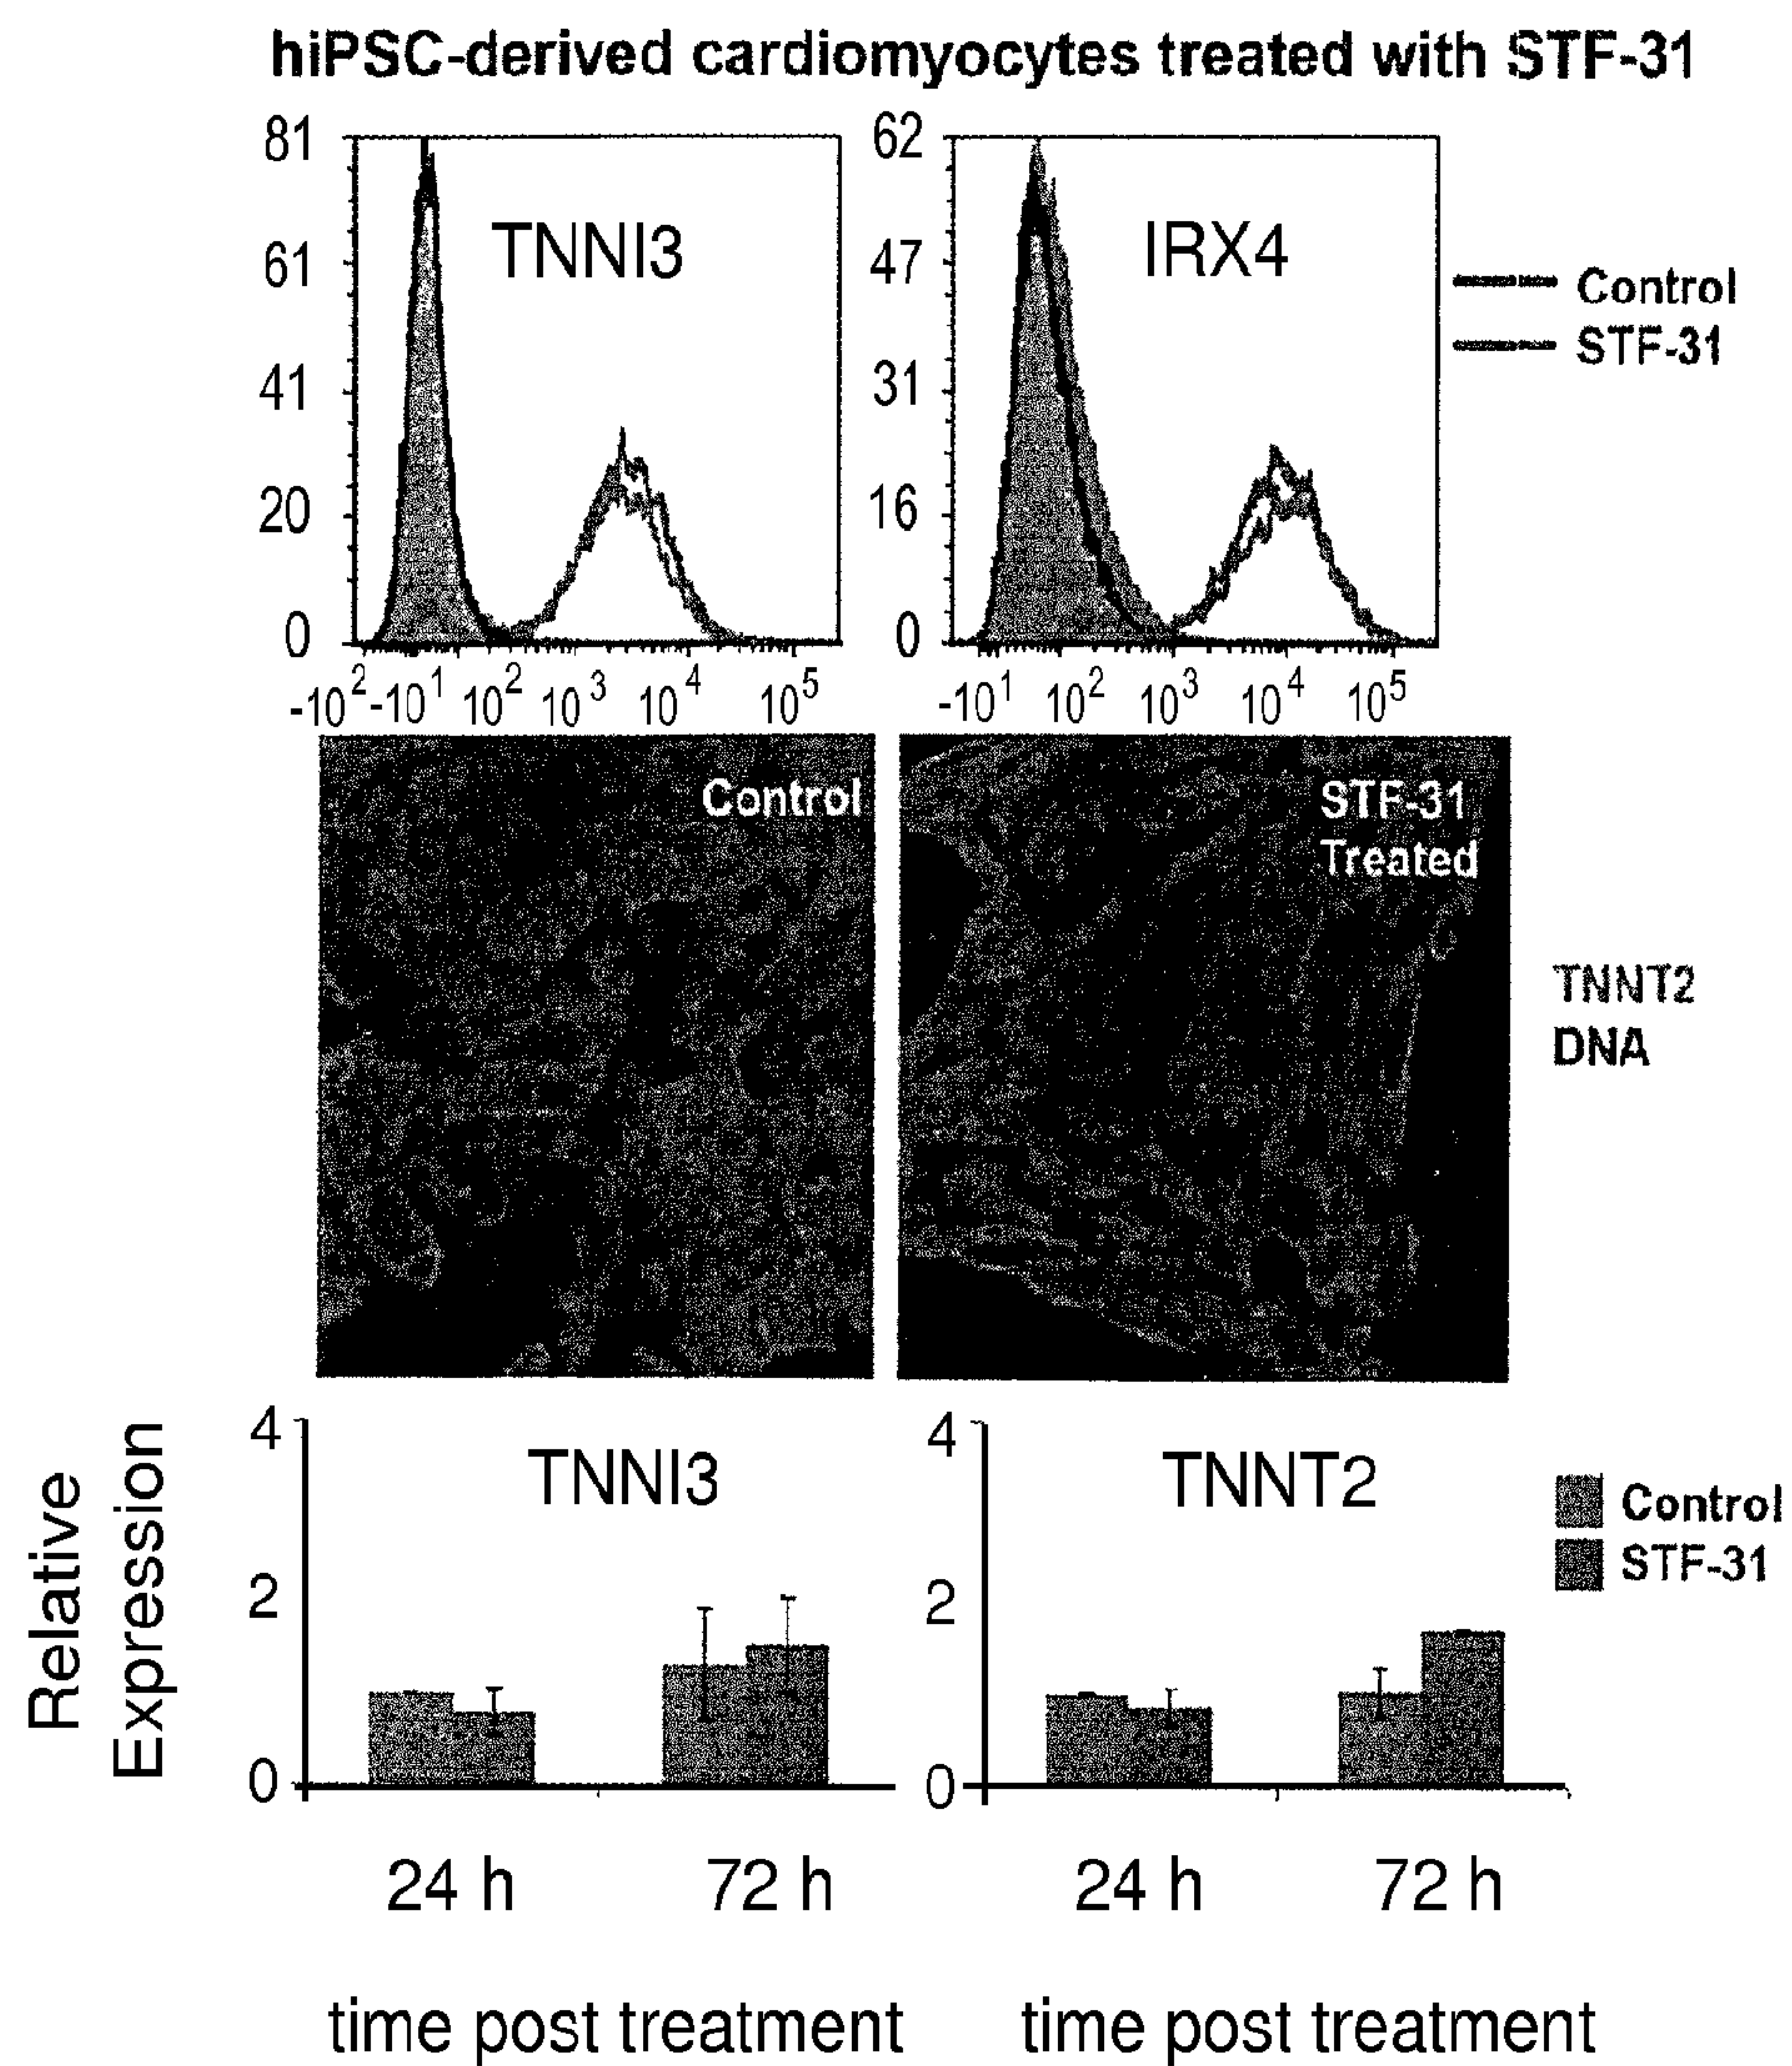 hiPSC-derived cardiomyocytes treated with STF-31
81
61
41
20
0
TNNI3
-10² -10¹ 10² 10³ 10⁴ 10⁵
62
47
31
16
0
IRX4
-10¹ 10² 10³ 10⁴ 10⁵
Control
STF-31
Control
STF-31
Treated
TNNT2
DNA
Relative
Expression
4
2
0
TNNI3
24 h 72 h
time post treatment
4
2
0
TNNT2
24 h 72 h
time post treatment
Control
STF-31